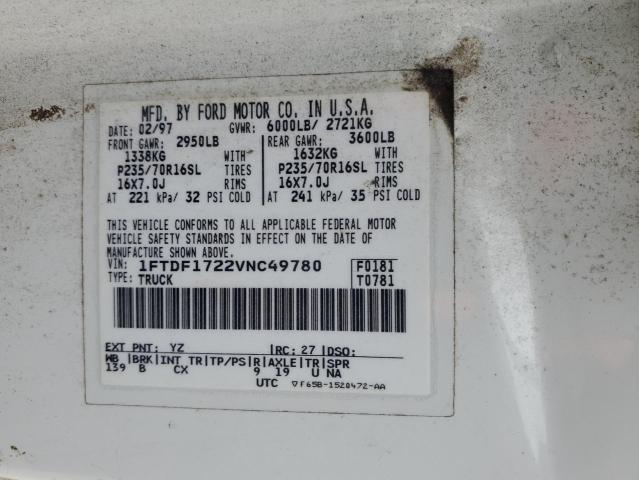 MFD. BY FORD MOTOR CO. IN U.S.A.
DATE: 02/97 GVWR: 6000LB/ 2721KG
FRONT GAWR: 2950LB REAR GAWR: 3600LB
1338KG WITH 1632KG WITH
P235/70R16SL TIRES P235/70R16SL TIRES
16X7.0J RIMS 16X7.0J RIMS
AT 221 kPa/ 32 PSI COLD AT 241 kPa/ 35 PSI COLD
THIS VEHICLE CONFORMS TO ALL APPLICABLE FEDERAL MOTOR
VEHICLE SAFETY STANDARDS IN EFFECT ON THE DATE OF
MANUFACTURE SHOWN ABOVE.
VIN: 1FTDF1722VNC49780 F0181
TYPE: TRUCK T0781
EXT PNT: YZ RC: 27 DSO:
WB BRK INT TR TP/PS R AXLE TR SPR
139 B CX 9 19 U NA
UTC ▽F65B-1520472-AA